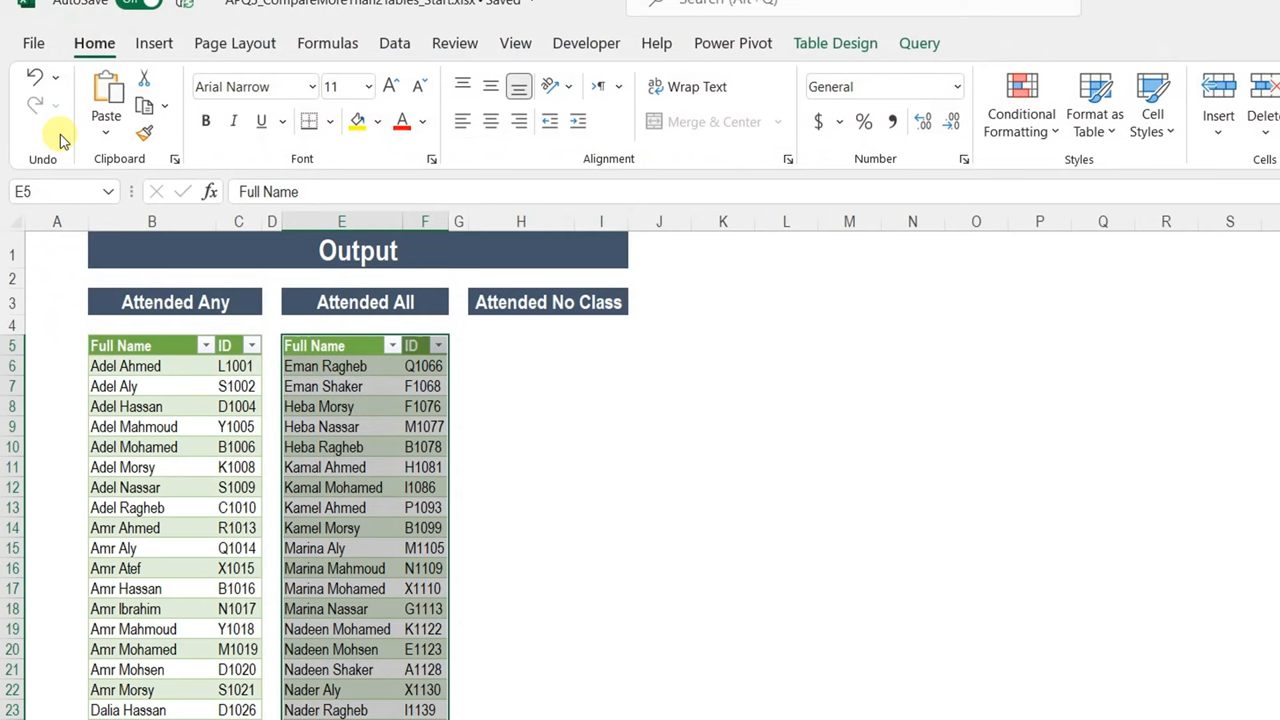 AutoSave On APQ5_CompareMoreThan2Tables_Start.xlsx • Saved Search (Alt+Q)
File Home Insert Page Layout Formulas Data Review View Developer Help Power Pivot Table Design Query
Paste Arial Narrow 11 Wrap Text General Conditional Formatting Format as Table Cell Styles Insert Delet
B I U A Merge & Center $ %
Undo Clipboard Font Alignment Number Styles Cells
E5 fx Full Name
A B C D E F G H I J K L M N O P Q R S
1 Output
2
3 Attended Any Attended All Attended No Class
4
5 Full Name ID Full Name ID
6 Adel Ahmed L1001 Eman Ragheb Q1066
7 Adel Aly S1002 Eman Shaker F1068
8 Adel Hassan D1004 Heba Morsy F1076
9 Adel Mahmoud Y1005 Heba Nassar M1077
10 Adel Mohamed B1006 Heba Ragheb B1078
11 Adel Morsy K1008 Kamal Ahmed H1081
12 Adel Nassar S1009 Kamal Mohamed I1086
13 Adel Ragheb C1010 Kamel Ahmed P1093
14 Amr Ahmed R1013 Kamel Morsy B1099
15 Amr Aly Q1014 Marina Aly M1105
16 Amr Atef X1015 Marina Mahmoud N1109
17 Amr Hassan B1016 Marina Mohamed X1110
18 Amr Ibrahim N1017 Marina Nassar G1113
19 Amr Mahmoud Y1018 Nadeen Mohamed K1122
20 Amr Mohamed M1019 Nadeen Mohsen E1123
21 Amr Mohsen D1020 Nadeen Shaker A1128
22 Amr Morsy S1021 Nader Aly X1130
23 Dalia Hassan D1026 Nader Ragheb I1139